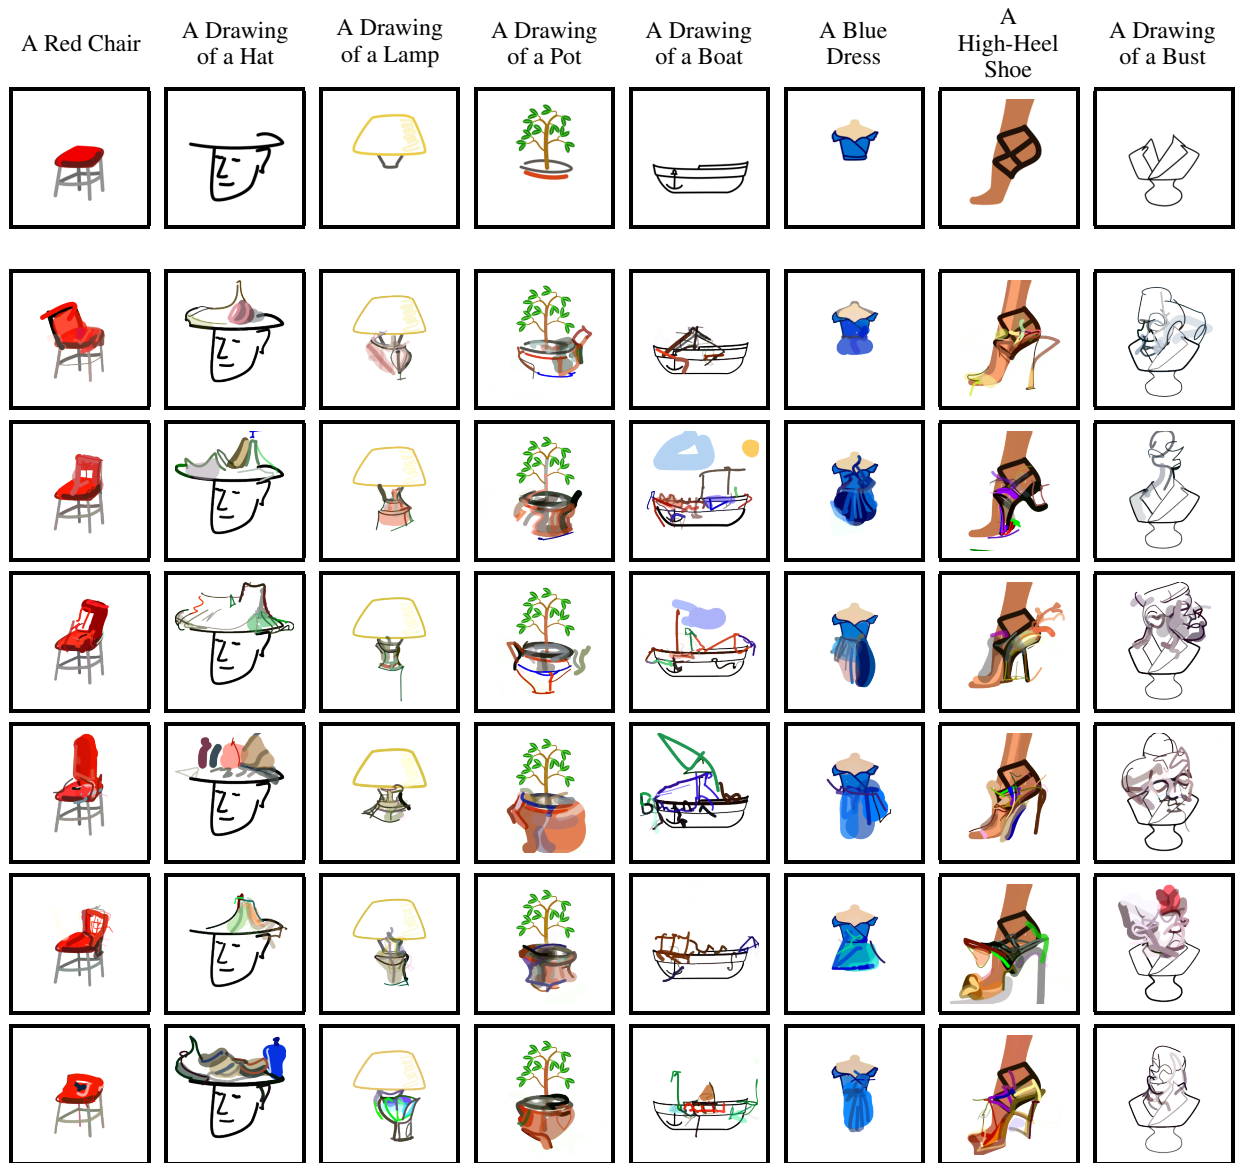 A Red Chair
A Drawing
of a Hat
A Drawing
of a Lamp
A Drawing
of a Pot
A Drawing
of a Boat
A Blue
Dress
A
High-Heel
Shoe
A Drawing
of a Bust